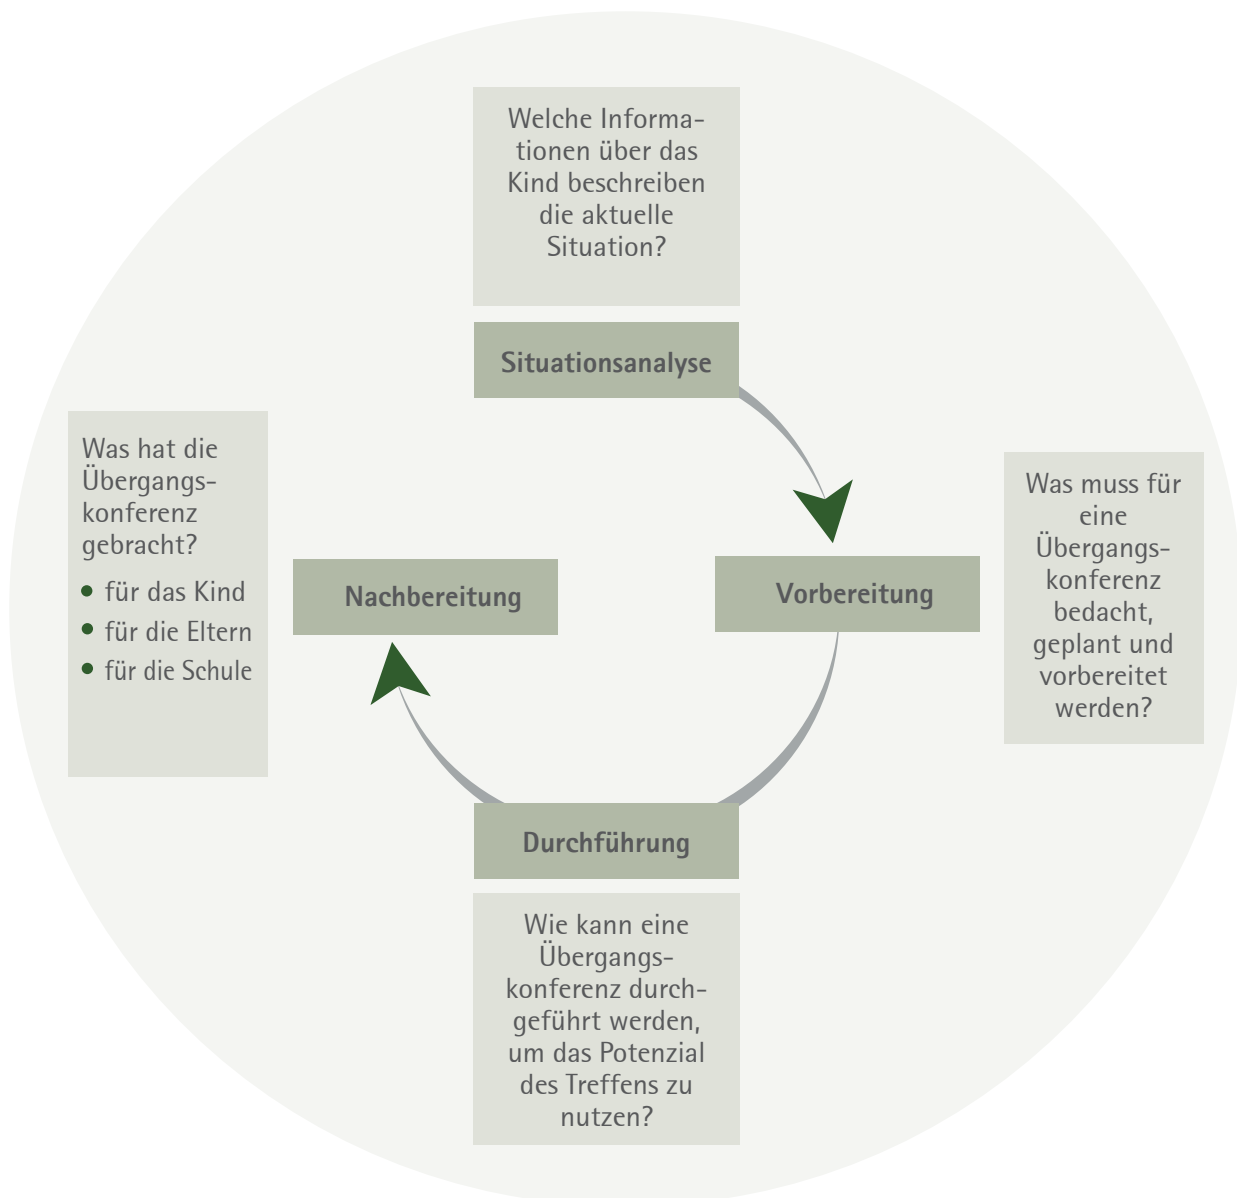 Welche Informa-
tionen über das
Kind beschreiben
die aktuelle
Situation?
Situationsanalyse
Was muss für
eine
Übergangs-
konferenz
bedacht,
geplant und
vorbereitet
werden?
Vorbereitung
Durchführung
Wie kann eine
Übergangs-
konferenz durch-
geführt werden,
um das Potenzial
des Treffens zu
nutzen?
Nachbereitung
Was hat die
Übergangs-
konferenz
gebracht?
• für das Kind
• für die Eltern
• für die Schule